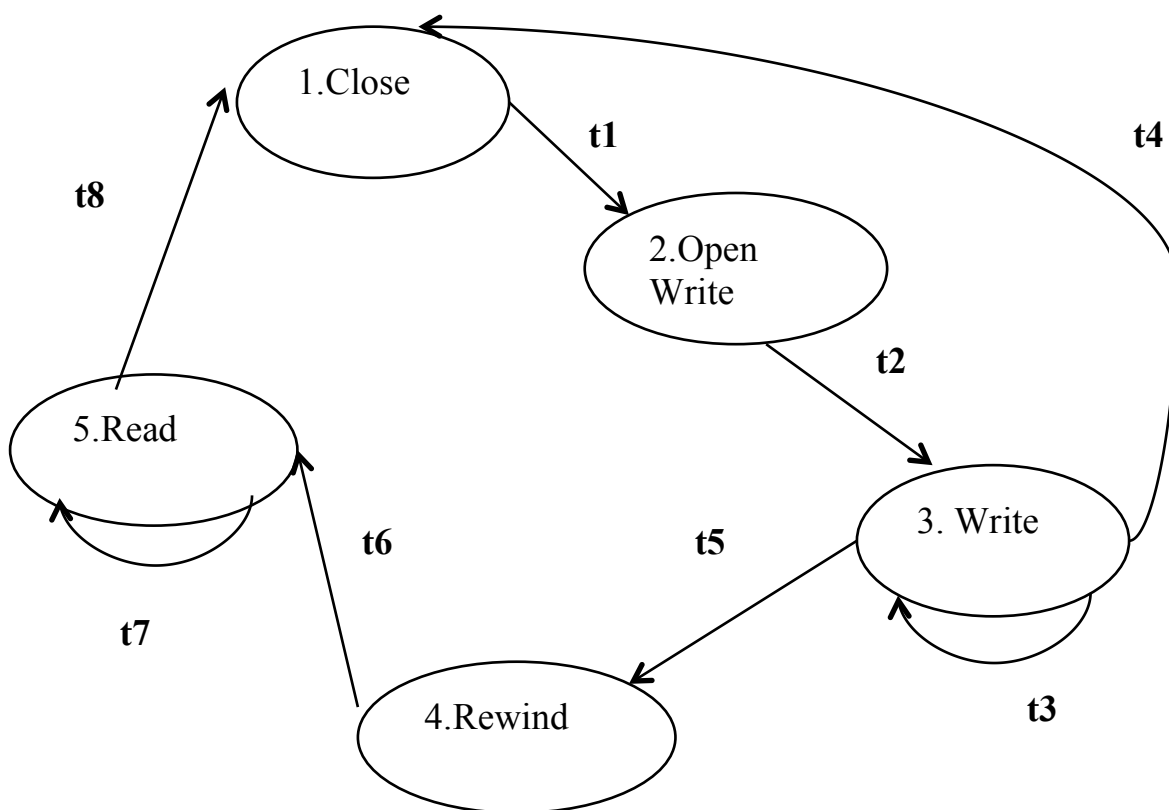 1.Close
t1
t4
t8
2.Open
Write
t2
5.Read
3. Write
t6
t5
t7
4.Rewind
t3